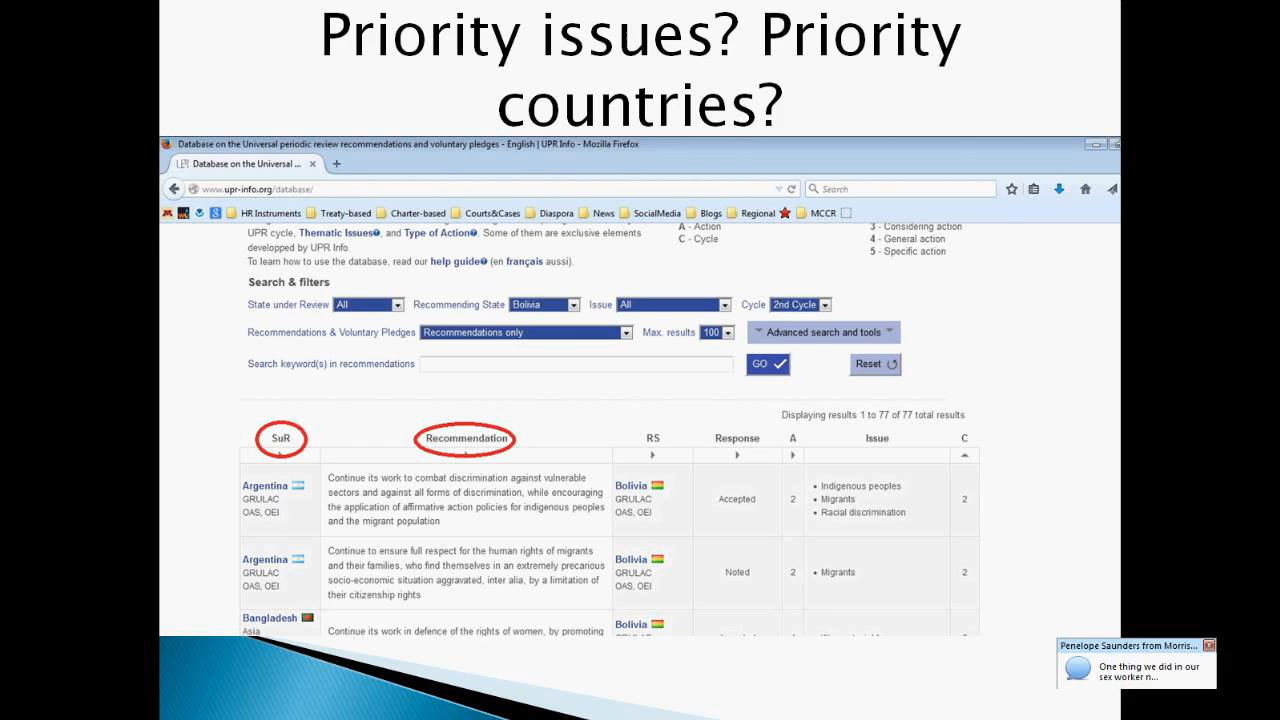 Priority issues? Priority
countries?
Database on the Universal periodic review recommendations and voluntary pledges - English | UPR Info - Mozilla Firefox
UPR Database on the Universal ... × +
www.upr-info.org/database/ Search
HR Instruments Treaty-based Charter-based Courts&Cases Diaspora News SocialMedia Blogs Regional MCCR
A - Action 3 - Considering action
UPR cycle, Thematic Issues, and Type of Action. Some of them are exclusive elements
C - Cycle 4 - General action
developped by UPR Info. 5 - Specific action
To learn how to use the database, read our help guide (en français aussi).
Search & filters
State under Review All Recommending State Bolivia Issue All Cycle 2nd Cycle
Recommendations & Voluntary Pledges Recommendations only Max. results 100 Advanced search and tools
Search keyword(s) in recommendations GO Reset
Displaying results 1 to 77 of 77 total results
SuR Recommendation RS Response A Issue C
Argentina
GRULAC
OAS, OEI
Continue its work to combat discrimination against vulnerable
sectors and against all forms of discrimination, while encouraging
the application of affirmative action policies for indigenous peoples
and the migrant population
Bolivia
GRULAC
OAS, OEI
Accepted
2
• Indigenous peoples
• Migrants
• Racial discrimination
2
Argentina
GRULAC
OAS, OEI
Continue to ensure full respect for the human rights of migrants
and their families, who find themselves in an extremely precarious
socio-economic situation aggravated, inter alia, by a limitation of
their citizenship rights
Bolivia
GRULAC
OAS, OEI
Noted
2
• Migrants
2
Bangladesh
Asia
Continue its work in defence of the rights of women, by promoting
Bolivia
Penelope Saunders from Morris...
One thing we did in our
sex worker n...